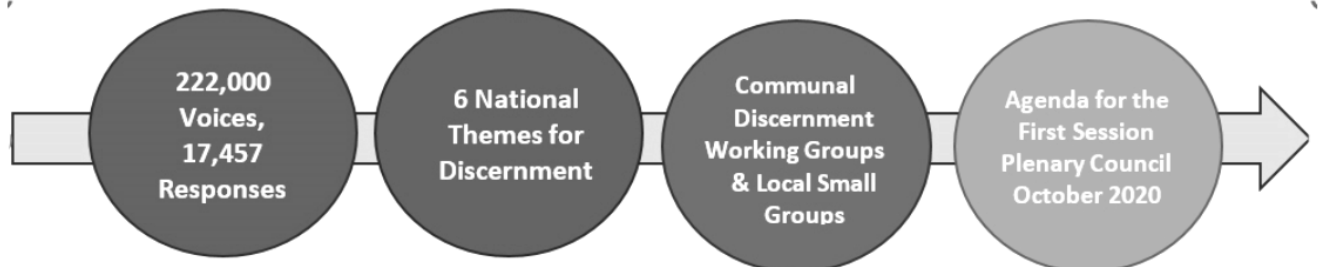 222,000
Voices,
17,457
Responses
6 National
Themes for
Discernment
Communal
Discernment
Working Groups
& Local Small
Groups
Agenda for the
First Session
Plenary Council
October 2020